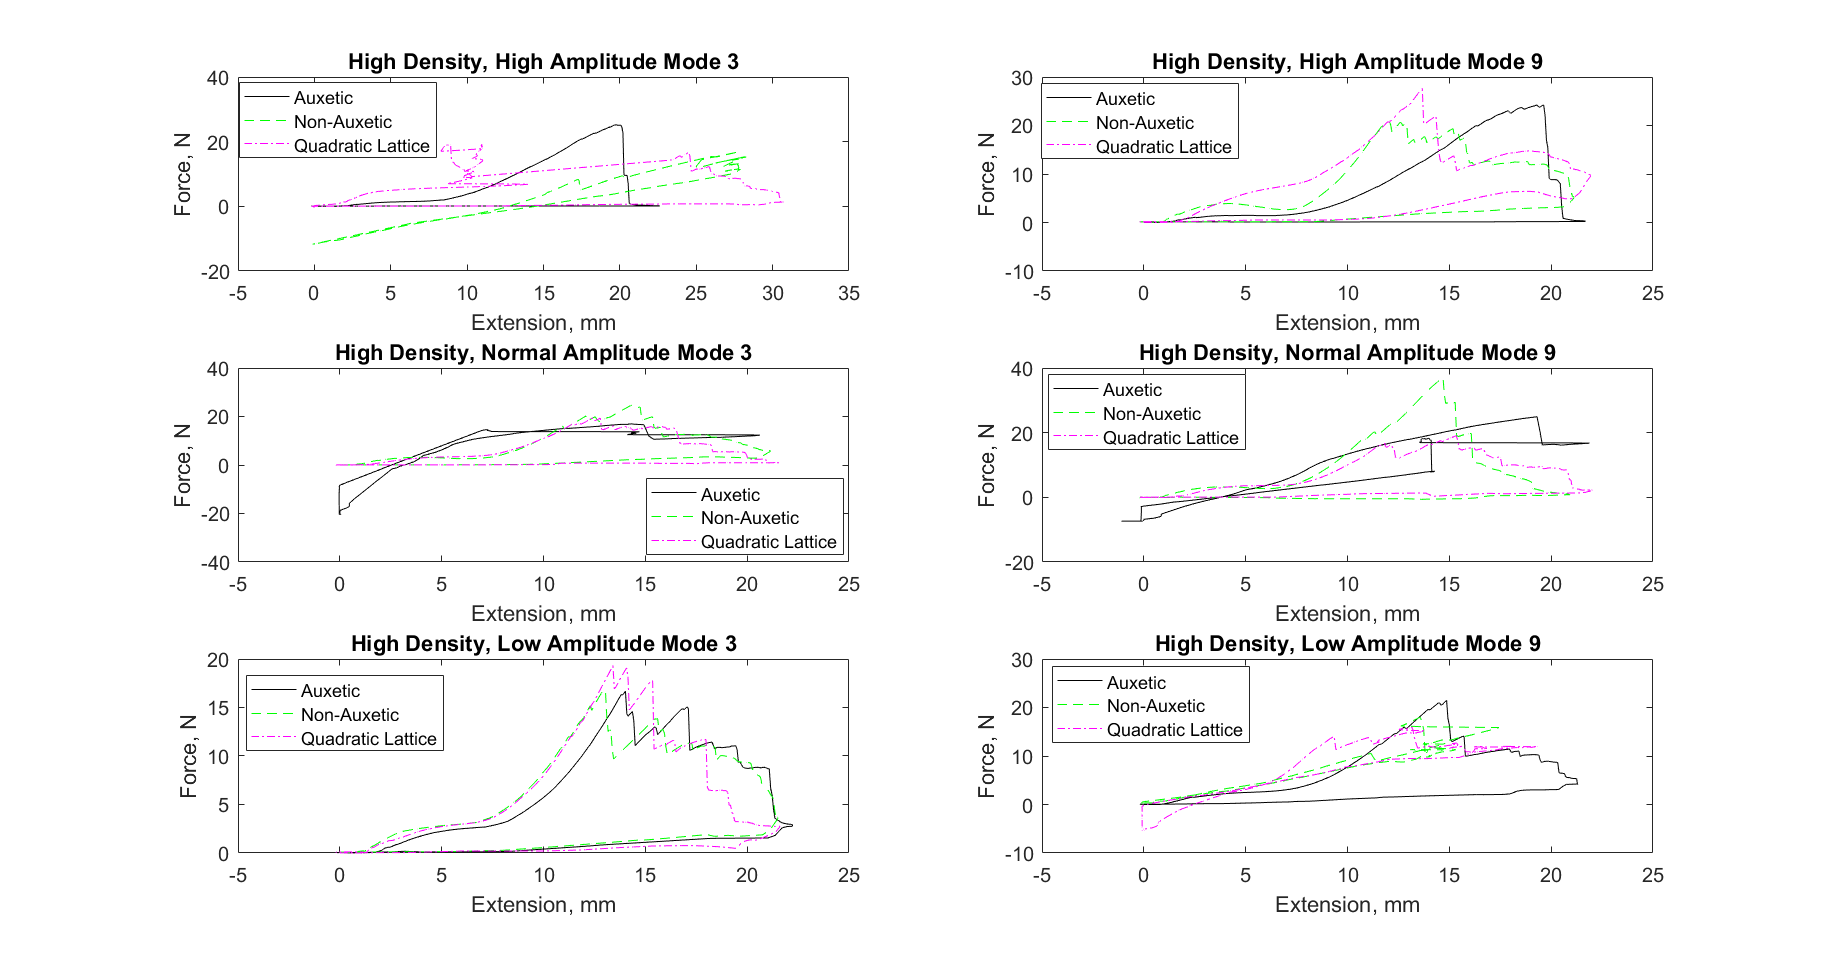 High Density, High Amplitude Mode 3
40
20
0
-20
Force, N
Auxetic
Non-Auxetic
Quadratic Lattice
-5 0 5 10 15 20 25 30 35
Extension, mm
High Density, High Amplitude Mode 9
30
20
10
0
-10
Force, N
Auxetic
Non-Auxetic
Quadratic Lattice
-5 0 5 10 15 20 25
Extension, mm
High Density, Normal Amplitude Mode 3
40
20
0
-20
-40
Force, N
Auxetic
Non-Auxetic
Quadratic Lattice
-5 0 5 10 15 20 25
Extension, mm
High Density, Normal Amplitude Mode 9
40
20
0
-20
Force, N
Auxetic
Non-Auxetic
Quadratic Lattice
-5 0 5 10 15 20 25
Extension, mm
High Density, Low Amplitude Mode 3
20
15
10
5
0
Force, N
Auxetic
Non-Auxetic
Quadratic Lattice
-5 0 5 10 15 20 25
Extension, mm
High Density, Low Amplitude Mode 9
30
20
10
0
-10
Force, N
Auxetic
Non-Auxetic
Quadratic Lattice
-5 0 5 10 15 20 25
Extension, mm